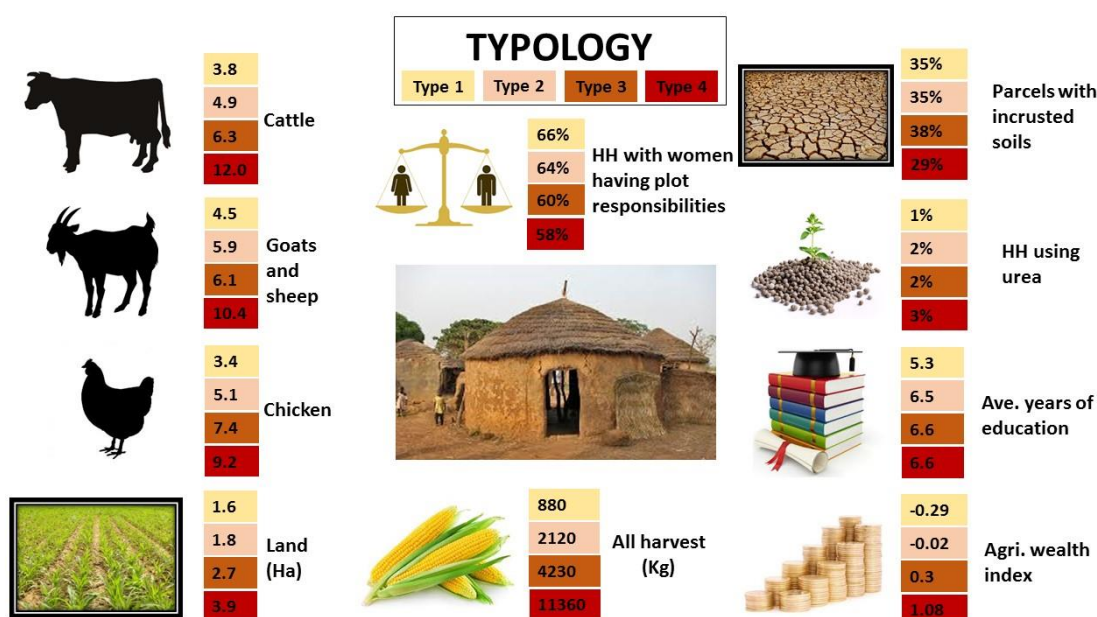 TYPOLOGY
Type 1
Type 2
Type 3
Type 4
3.8
4.9
6.3
12.0
Cattle
4.5
5.9
6.1
10.4
Goats
and
sheep
3.4
5.1
7.4
9.2
Chicken
1.6
1.8
2.7
3.9
Land
(Ha)
66%
64%
60%
58%
HH with women
having plot
responsibilities
880
2120
4230
11360
All harvest
(Kg)
35%
35%
38%
29%
Parcels with
incrusted
soils
1%
2%
2%
3%
HH using
urea
5.3
6.5
6.6
6.6
Ave. years of
education
-0.29
-0.02
0.3
1.08
Agri. wealth
index